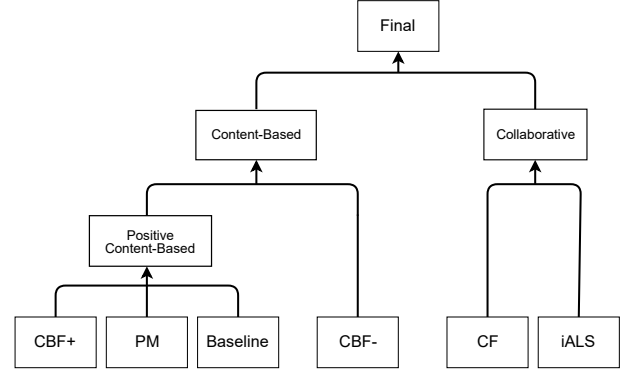 Final
Content-Based
Collaborative
Positive
Content-Based
CBF+
PM
Baseline
CBF-
CF
iALS